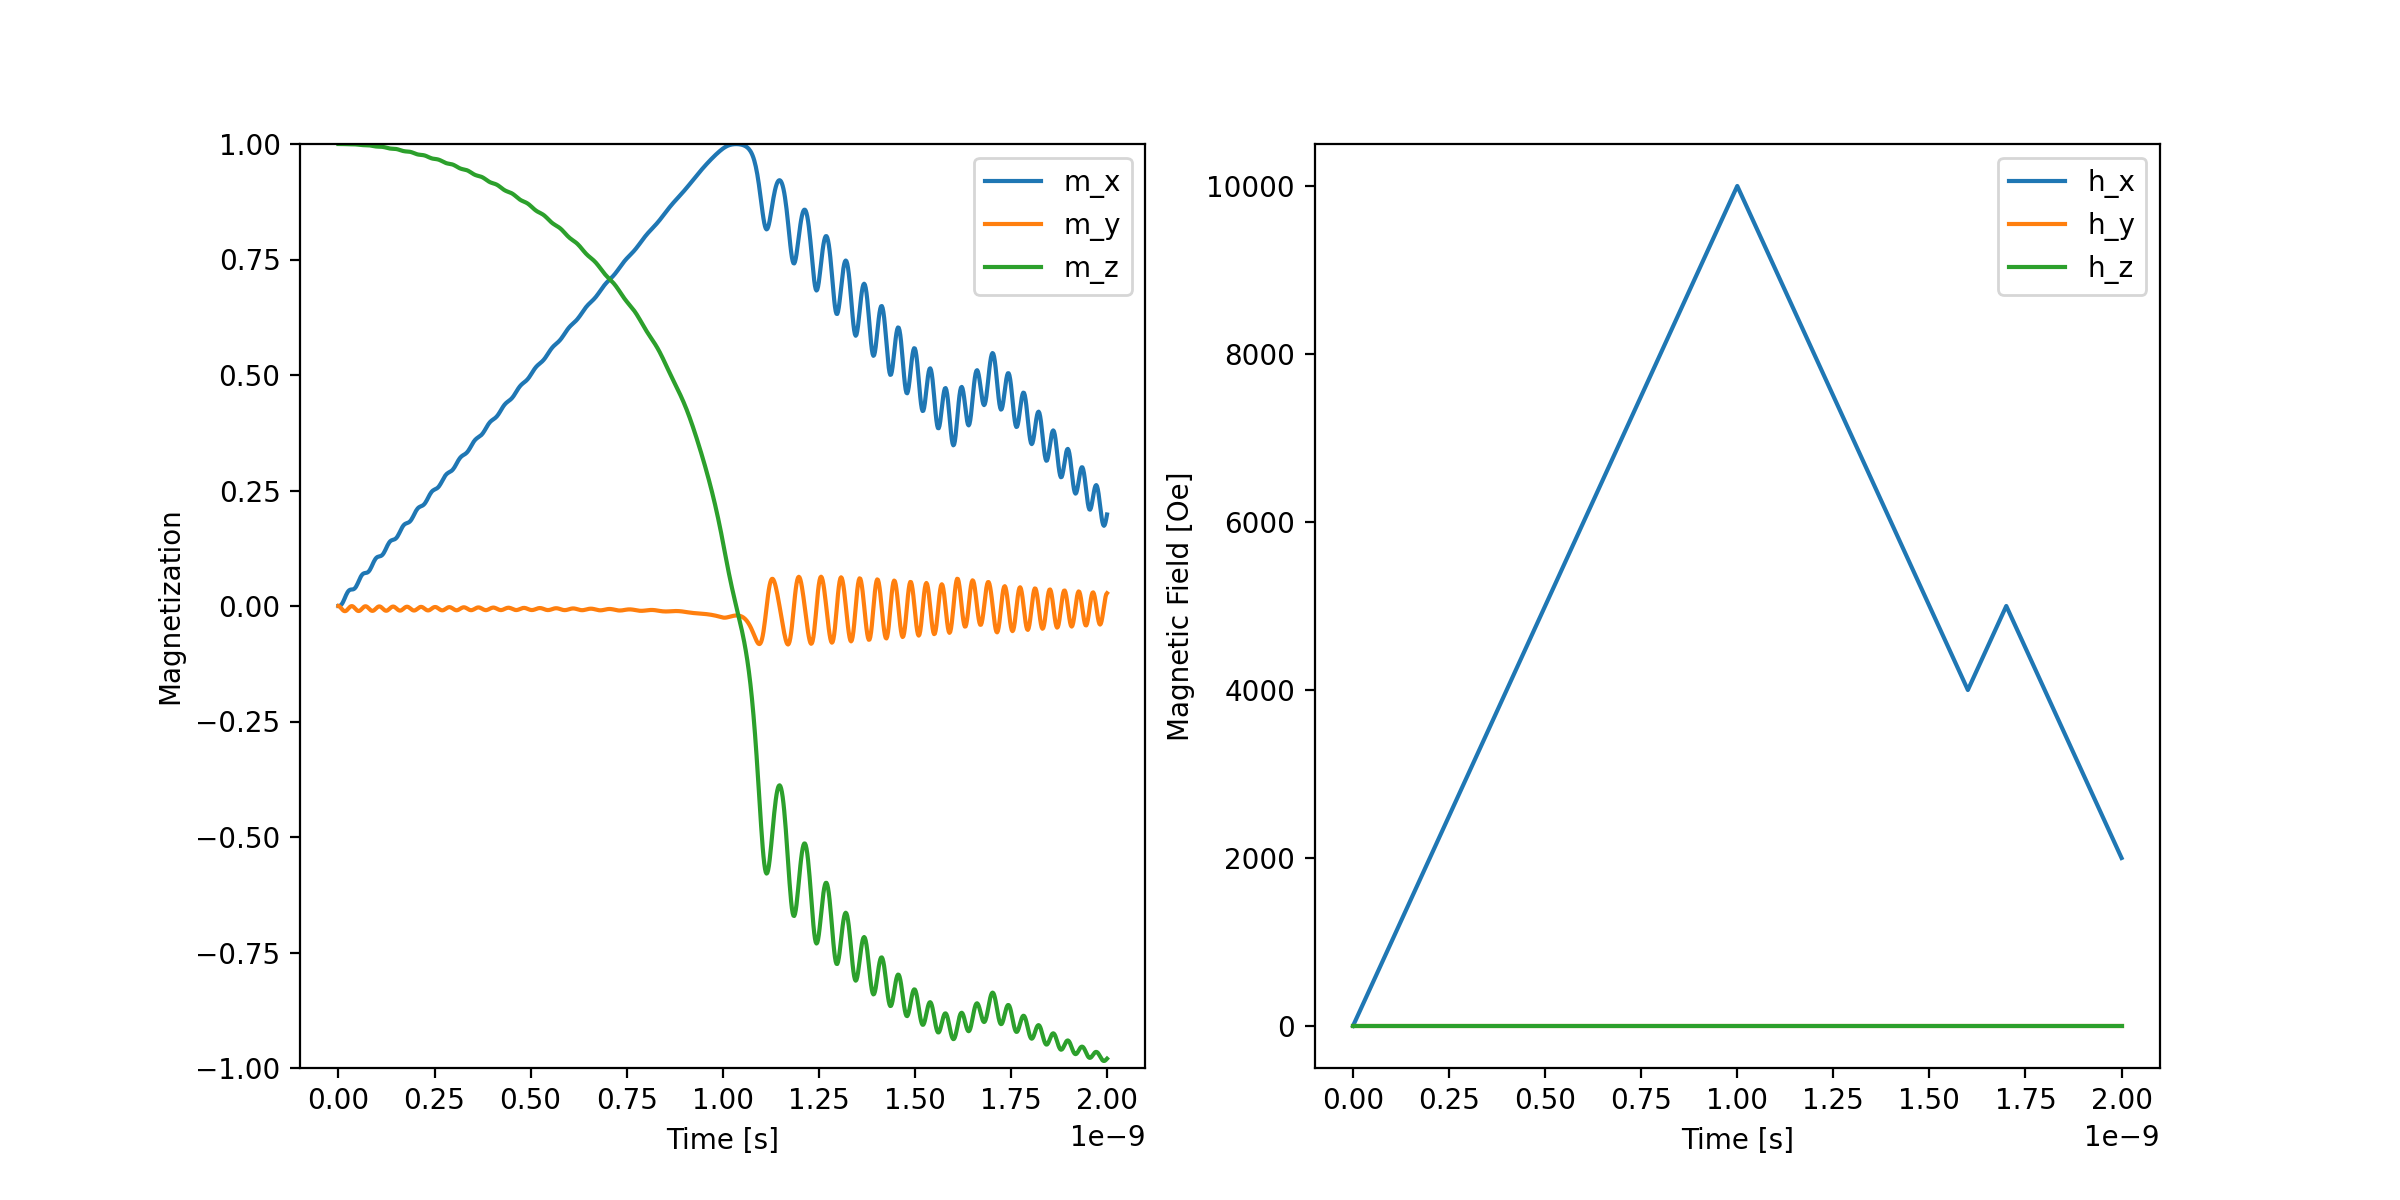 1.00
0.75
0.50
0.25
0.00
−0.25
−0.50
−0.75
−1.00
Magnetization
m_x
m_y
m_z
0.00 0.25 0.50 0.75 1.00 1.25 1.50 1.75 2.00
Time [s]
1e−9
10000
8000
6000
4000
2000
0
Magnetic Field [Oe]
h_x
h_y
h_z
0.00 0.25 0.50 0.75 1.00 1.25 1.50 1.75 2.00
Time [s]
1e−9